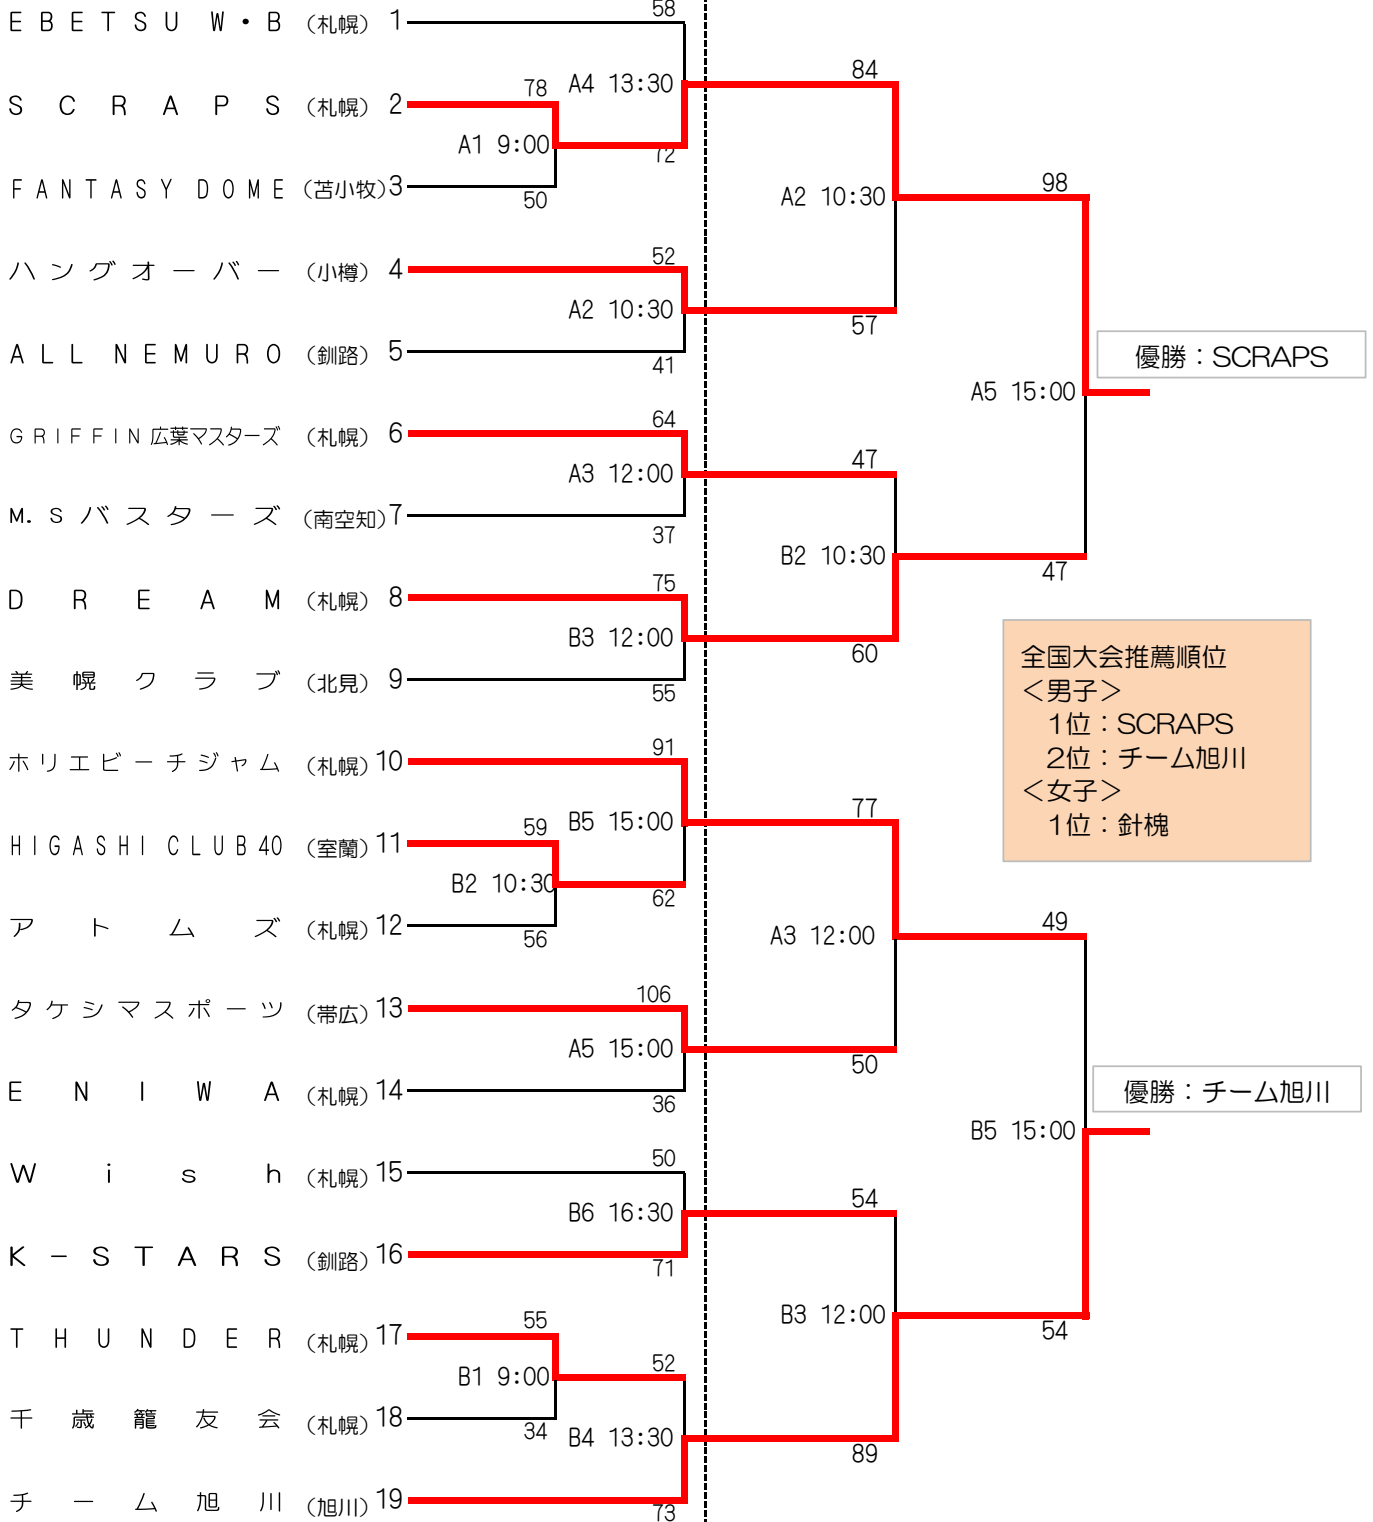 58
EBETSU W・B (札幌) 1
84
A4 13:30
78
SCRAPS (札幌) 2
A1 9:00
72
98
FANTASY DOME (苫小牧) 3
A2 10:30
50
52
ハングオーバー (小樽) 4
A2 10:30
57
ALL NEMURO (釧路) 5
優勝：SCRAPS
41
A5 15:00
64
GRIFFIN広葉マスターズ (札幌) 6
47
A3 12:00
M.Sバスターズ (南空知) 7
37
B2 10:30
47
75
DREAM (札幌) 8
B3 12:00
60
美幌クラブ (北見) 9
55
全国大会推薦順位
＜男子＞
1位：SCRAPS
2位：チーム旭川
＜女子＞
1位：針槐
91
ホリエビーチジャム (札幌) 10
77
B5 15:00
59
HIGASHI CLUB40 (室蘭) 11
B2 10:30
62
49
アトムズ (札幌) 12
A3 12:00
56
106
タケシマスポーツ (帯広) 13
A5 15:00
50
ENIWA (札幌) 14
優勝：チーム旭川
36
B5 15:00
50
Wish (札幌) 15
54
B6 16:30
K-STARS (釧路) 16
71
B3 12:00
55
54
THUNDER (札幌) 17
52
B1 9:00
千歳籠友会 (札幌) 18
34
B4 13:30
89
チーム旭川 (旭川) 19
73